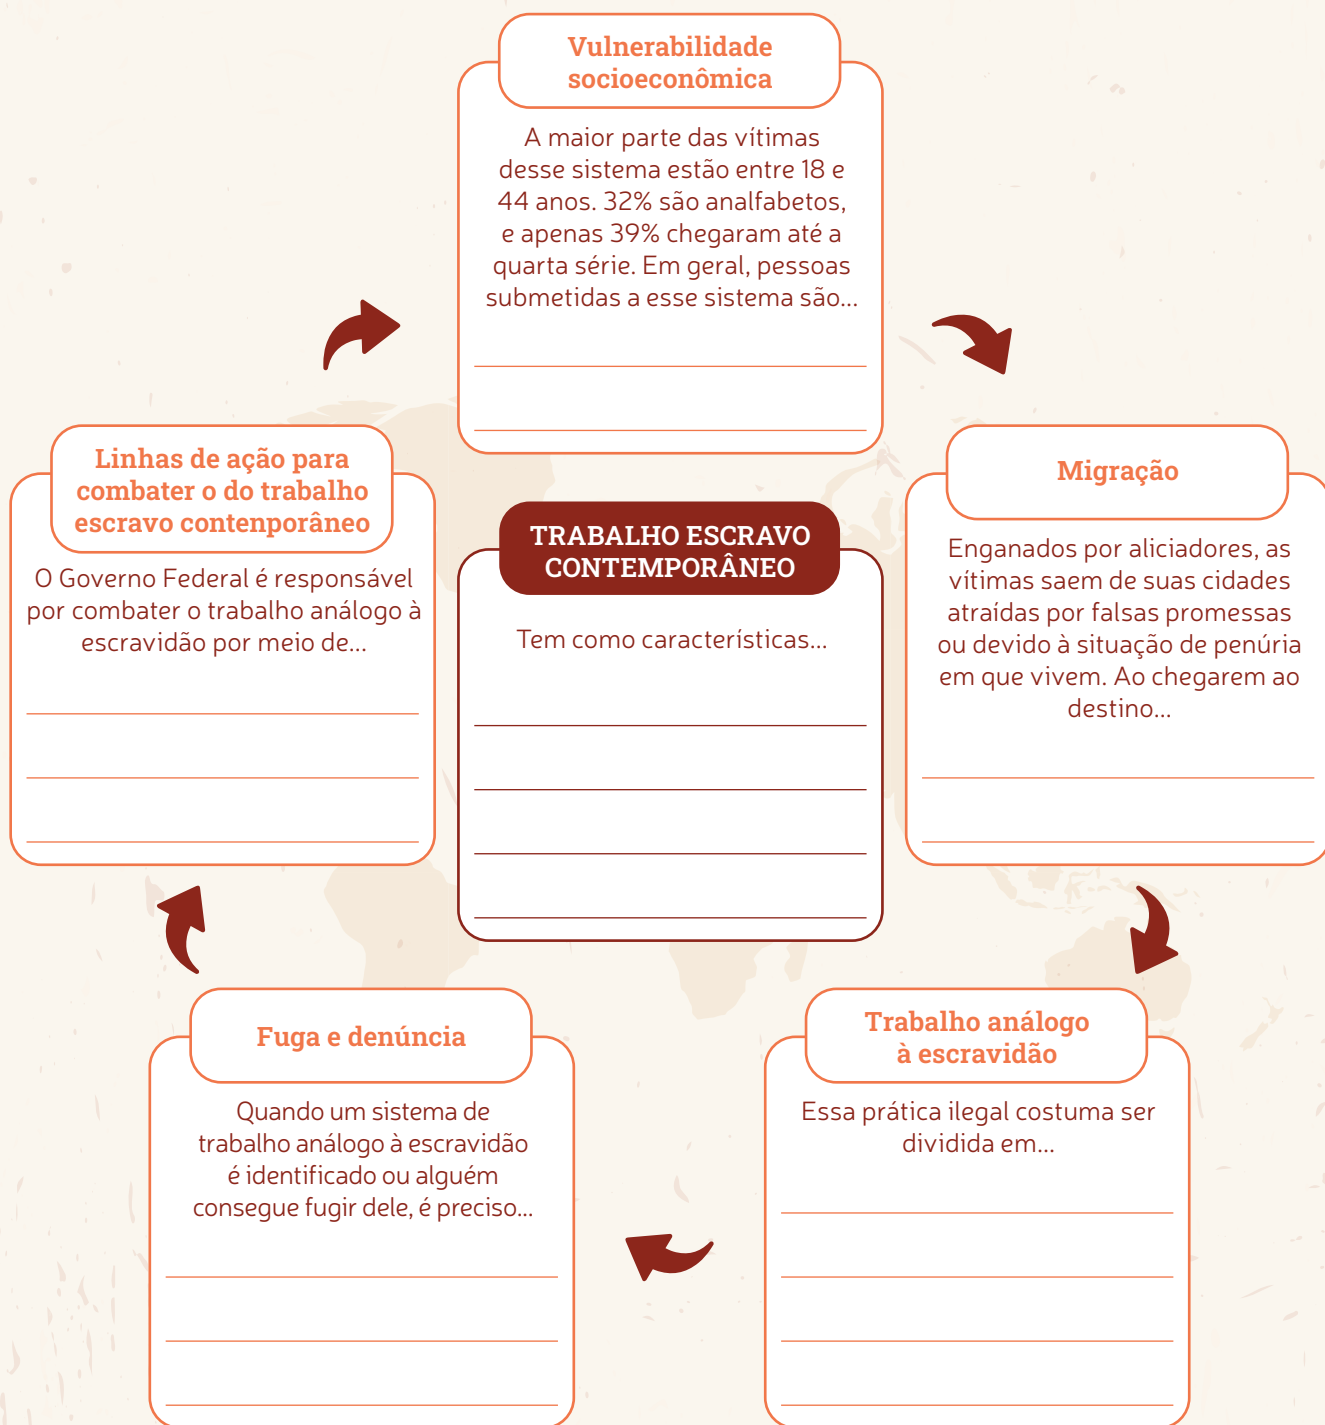 Vulnerabilidade
socioeconômica
A maior parte das vítimas
desse sistema estão entre 18 e
44 anos. 32% são analfabetos,
e apenas 39% chegaram até a
quarta série. Em geral, pessoas
submetidas a esse sistema são...
Linhas de ação para
combater o do trabalho
escravo contenporâneo
O Governo Federal é responsável
por combater o trabalho análogo à
escravidão por meio de...
TRABALHO ESCRAVO
CONTEMPORÂNEO
Tem como características...
Migração
Enganados por aliciadores, as
vítimas saem de suas cidades
atraídas por falsas promessas
ou devido à situação de penúria
em que vivem. Ao chegarem ao
destino...
Fuga e denúncia
Quando um sistema de
trabalho análogo à escravidão
é identificado ou alguém
consegue fugir dele, é preciso...
Trabalho análogo
à escravidão
Essa prática ilegal costuma ser
dividida em...